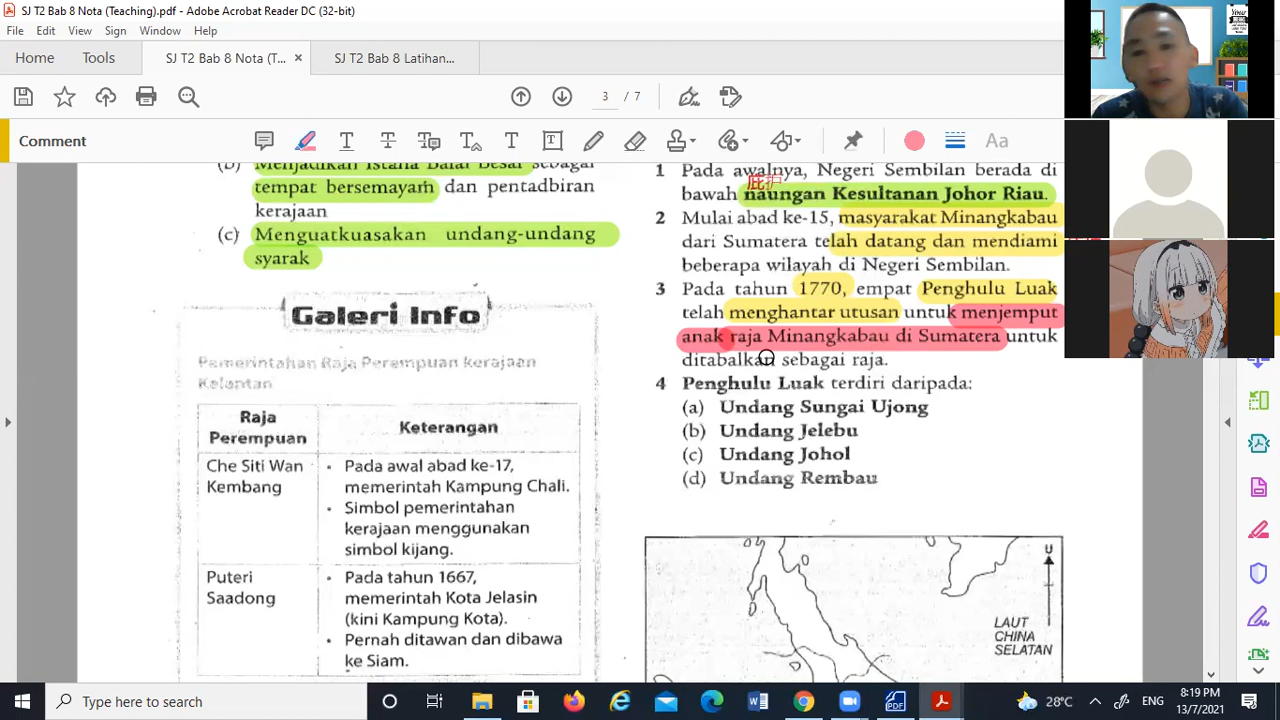 SJ T2 Bab 8 Nota (Teaching).pdf - Adobe Acrobat Reader DC (32-bit)
File Edit View Sign Window Help
Home Tools SJ T2 Bab 8 Nota (T... × SJ T2 Bab 8 Latihan...
3 / 7
Comment
(b) Menjadikan Istana Balai Besar sebagai
tempat bersemayam dan pentadbiran
kerajaan
(c) Menguatkuasakan undang-undang
syarak
Galeri Info
Pemerintahan Raja Perempuan kerajaan
Kelantan
Raja
Perempuan
Keterangan
Che Siti Wan
Kembang
• Pada awal abad ke-17,
memerintah Kampung Chali.
• Simbol pemerintahan
kerajaan menggunakan
simbol kijang.
Puteri
Saadong
• Pada tahun 1667,
memerintah Kota Jelasin
(kini Kampung Kota).
• Pernah ditawan dan dibawa
ke Siam.
1 Pada awalnya, Negeri Sembilan berada di
庇护
bawah naungan Kesultanan Johor Riau.
2 Mulai abad ke-15, masyarakat Minangkabau
dari Sumatera telah datang dan mendiami
beberapa wilayah di Negeri Sembilan.
3 Pada tahun 1770, empat Penghulu Luak
telah menghantar utusan untuk menjemput
anak raja Minangkabau di Sumatera untuk
ditabalkan sebagai raja.
4 Penghulu Luak terdiri daripada:
(a) Undang Sungai Ujong
(b) Undang Jelebu
(c) Undang Johol
(d) Undang Rembau
U
LAUT
CHINA
SELATAN
Type here to search
28°C
ENG
8:19 PM
13/7/2021